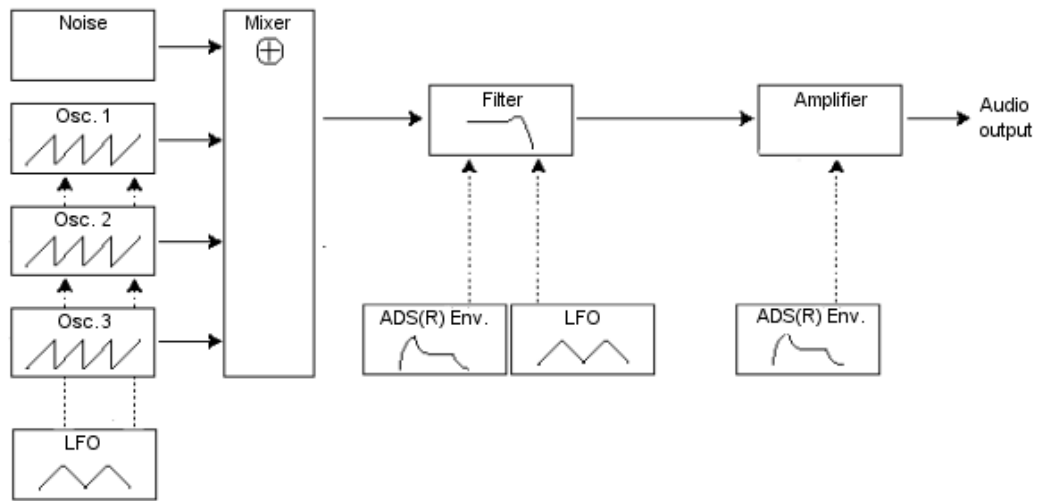 Noise
Mixer
Osc. 1
Filter
Amplifier
Audio
output
Osc. 2
Osc.3
ADS(R) Env.
LFO
ADS(R) Env.
LFO